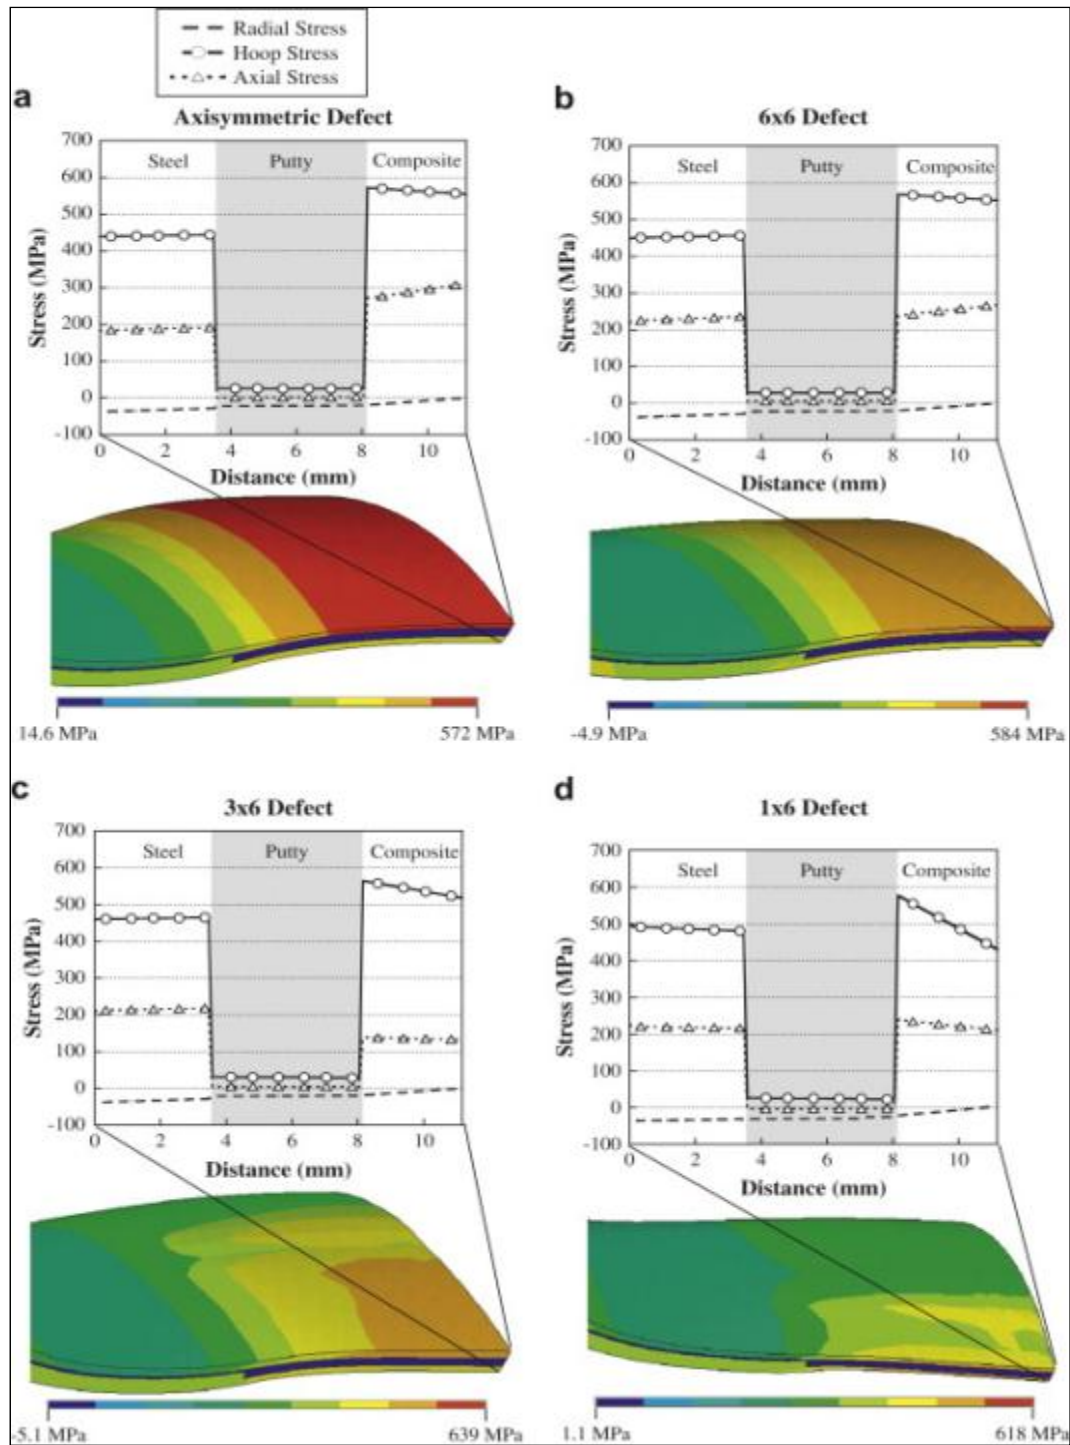 Radial Stress
Hoop Stress
Axial Stress
a
Axisymmetric Defect
700
600
500
400
300
200
100
0
-100
Stress (MPa)
Steel
Putty
Composite
0 2 4 6 8 10
Distance (mm)
14.6 MPa
572 MPa
b
6x6 Defect
700
600
500
400
300
200
100
0
-100
Stress (MPa)
Steel
Putty
Composite
0 2 4 6 8 10
Distance (mm)
-4.9 MPa
584 MPa
c
3x6 Defect
700
600
500
400
300
200
100
0
-100
Stress (MPa)
Steel
Putty
Composite
0 2 4 6 8 10
Distance (mm)
-5.1 MPa
639 MPa
d
1x6 Defect
700
600
500
400
300
200
100
0
-100
Stress (MPa)
Steel
Putty
Composite
0 2 4 6 8 10
Distance (mm)
1.1 MPa
618 MPa